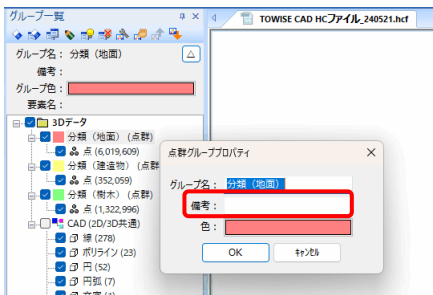 グループ一覧
TOWISE CAD HCファイル_240521.hcf
グループ名： 分類（地面）
備考：
グループ色：
要素名：
3Dデータ
分類（地面）（点群）
点 (6,019,609)
分類（建造物）（点群
点 (352,059)
分類（樹木）（点群）
点 (1,322,996)
CAD (2D/3D共通)
線 (278)
ポリライン (23)
円 (52)
円弧 (7)
文字 (1)
点群グループプロパティ
グループ名： 分類（地面）
備考：
色：
OK
ｷｬﾝｾﾙ